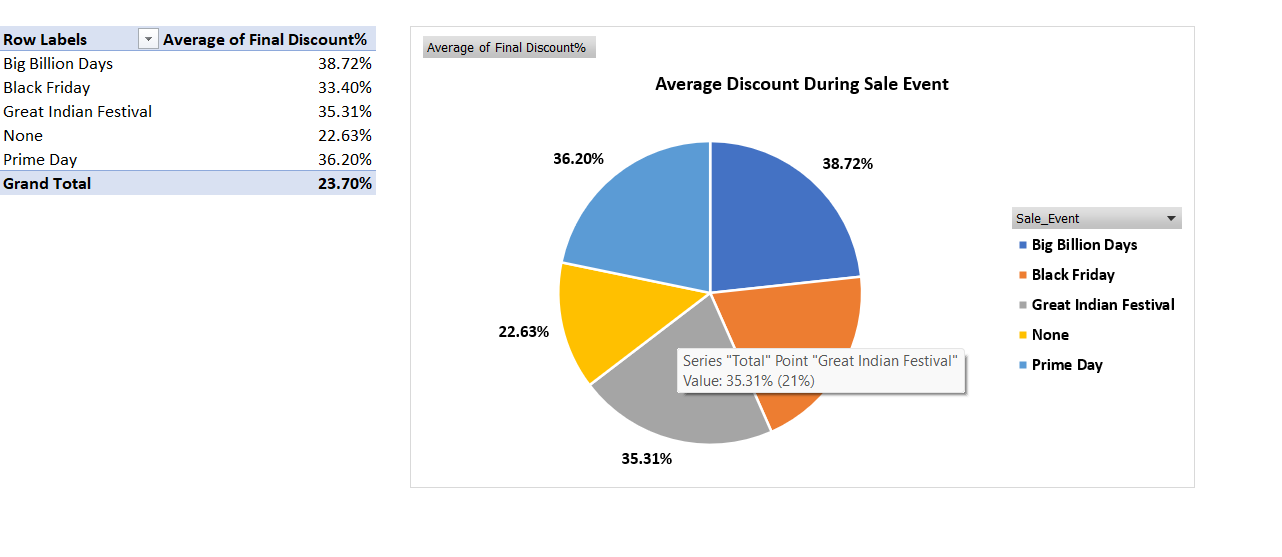 Row Labels Average of Final Discount%
Big Billion Days 38.72%
Black Friday 33.40%
Great Indian Festival 35.31%
None 22.63%
Prime Day 36.20%
Grand Total 23.70%
Average of Final Discount%
Average Discount During Sale Event
36.20%
38.72%
22.63%
35.31%
Series "Total" Point "Great Indian Festival"
Value: 35.31% (21%)
Sale_Event
Big Billion Days
Black Friday
Great Indian Festival
None
Prime Day